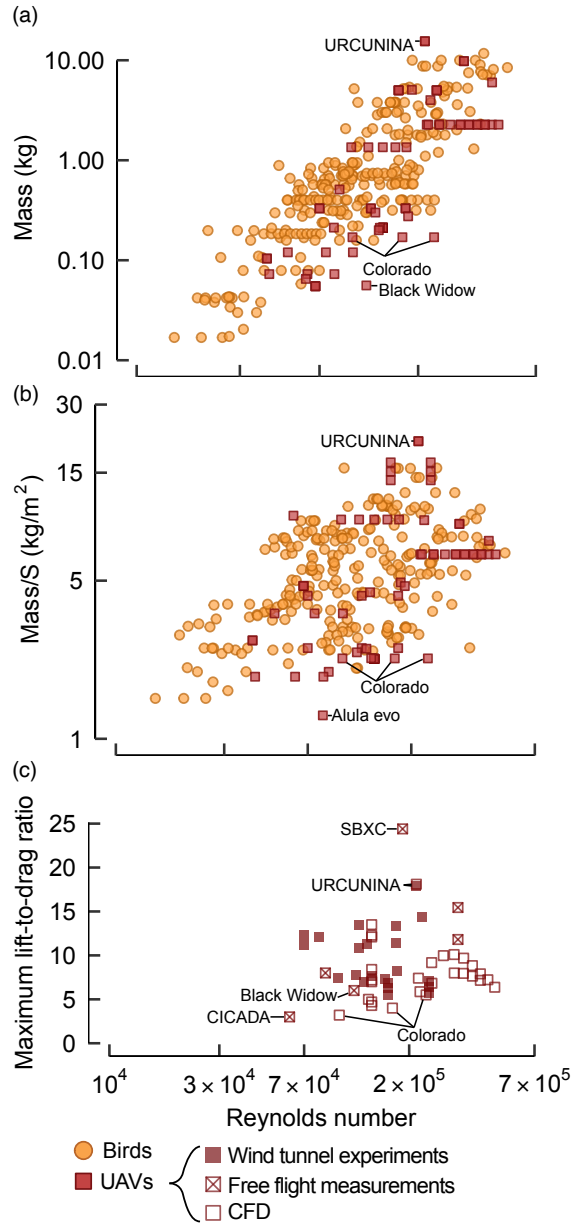 (a)
URCUNINA
10.00
1.00
0.10
0.01
Mass (kg)
Colorado
Black Widow
(b)
30
15
5
1
Mass/S (kg/m²)
URCUNINA
Colorado
Alula evo
(c)
25
20
15
10
5
0
Maximum lift-to-drag ratio
SBXC
URCUNINA
Black Widow
CICADA
Colorado
10⁴ 3 × 10⁴ 7 × 10⁴ 2 × 10⁵ 7 × 10⁵
Reynolds number
Birds
UAVs
Wind tunnel experiments
Free flight measurements
CFD